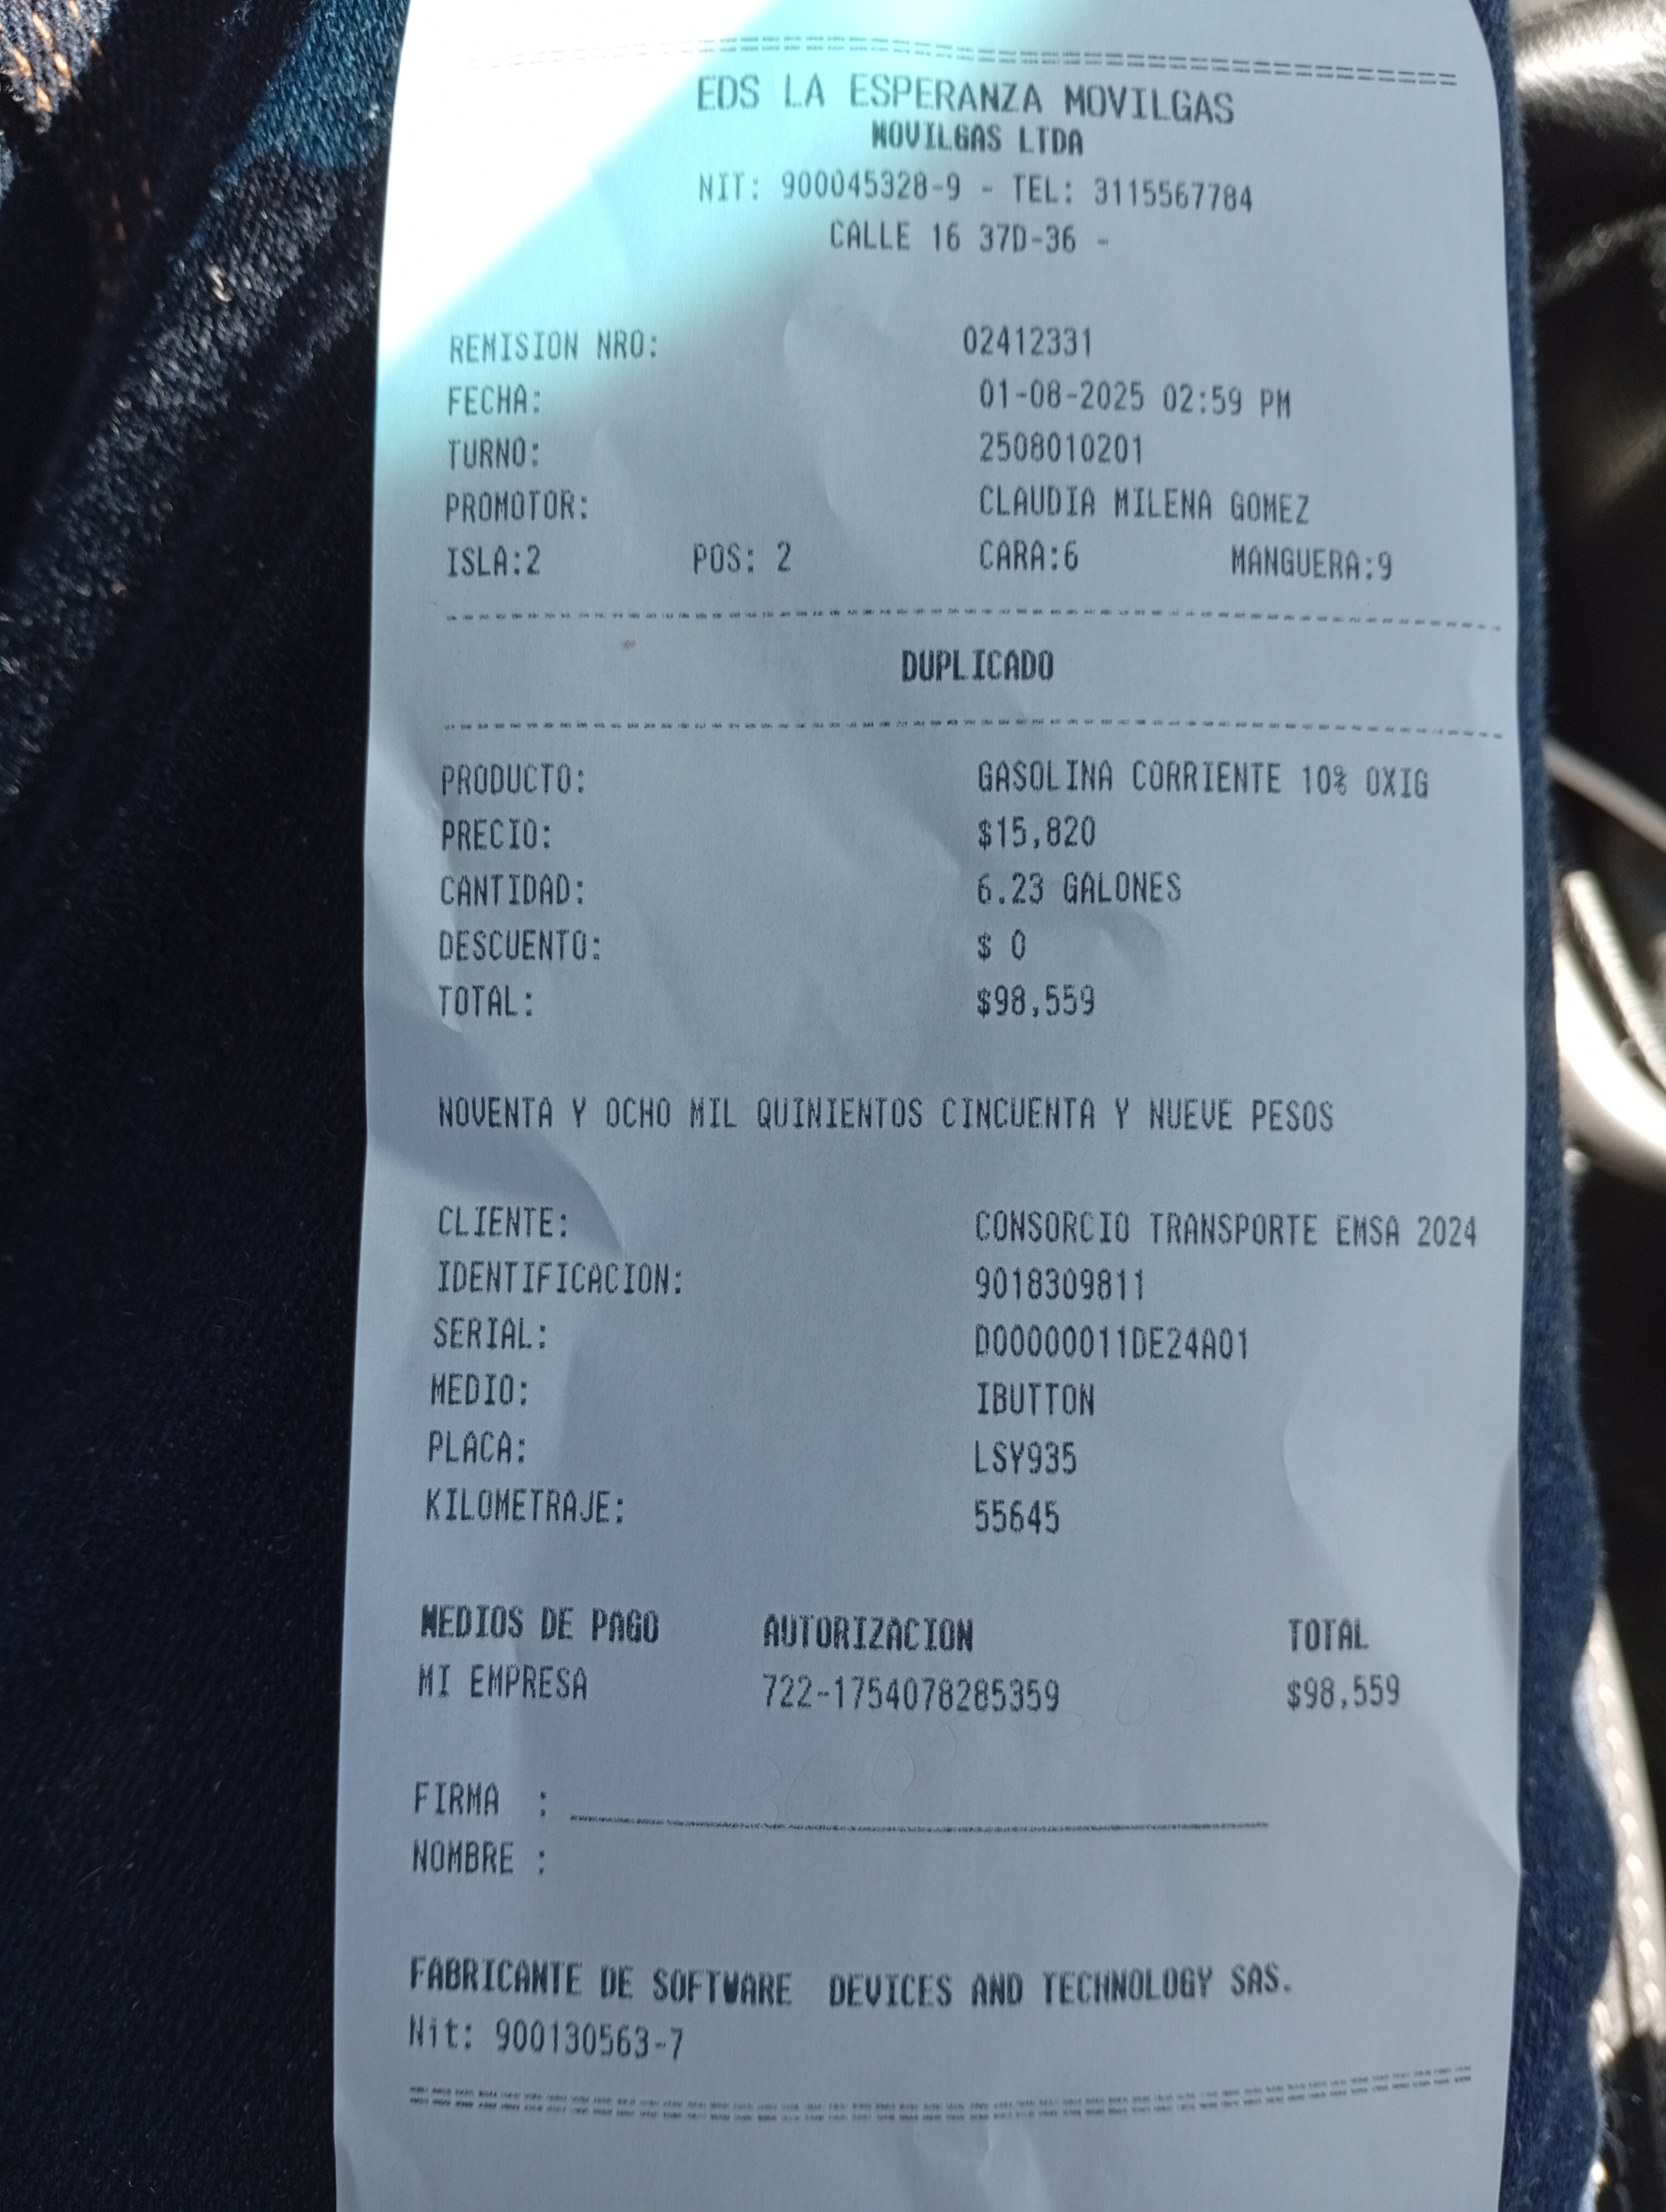 EDS LA ESPERANZA MOVILGAS
MOVILGAS LTDA
NIT: 900045328-9 - TEL: 3115567784
CALLE 16 37D-36 -
REMISION NRO: 02412331
FECHA: 01-08-2025 02:59 PM
TURNO: 2508010201
PROMOTOR: CLAUDIA MILENA GOMEZ
ISLA:2 POS: 2 CARA:6 MANGUERA:9
DUPLICADO
PRODUCTO: GASOLINA CORRIENTE 10% OXIG
PRECIO: $15,820
CANTIDAD: 6.23 GALONES
DESCUENTO: $ 0
TOTAL: $98,559
NOVENTA Y OCHO MIL QUINIENTOS CINCUENTA Y NUEVE PESOS
CLIENTE: CONSORCIO TRANSPORTE EMSA 2024
IDENTIFICACION: 9018309811
SERIAL: D00000011DE24A01
MEDIO: IBUTTON
PLACA: LSY935
KILOMETRAJE: 55645
MEDIOS DE PAGO AUTORIZACION TOTAL
MI EMPRESA 722-1754078285359 $98,559
FIRMA :
NOMBRE :
FABRICANTE DE SOFTWARE DEVICES AND TECHNOLOGY SAS.
Nit: 900130563-7